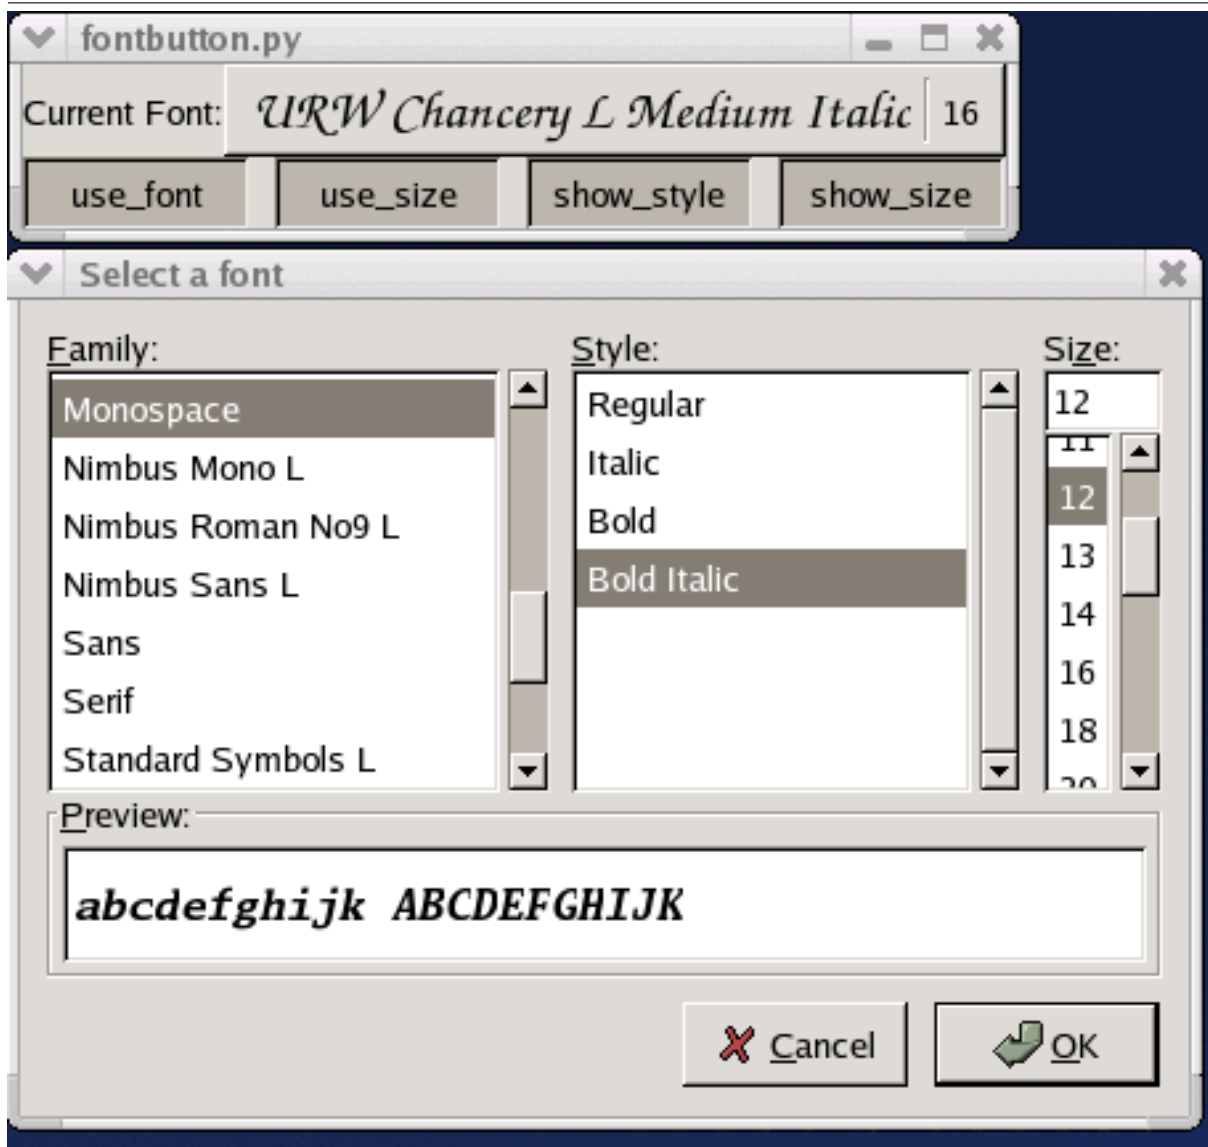 fontbutton.py
Current Font: URW Chancery L Medium Italic 16
use_font use_size show_style show_size
Select a font
Family:
Monospace
Nimbus Mono L
Nimbus Roman No9 L
Nimbus Sans L
Sans
Serif
Standard Symbols L
Style:
Regular
Italic
Bold
Bold Italic
Size:
12
11
12
13
14
16
18
20
Preview:
abcdefghijk ABCDEFGHIJK
Cancel OK